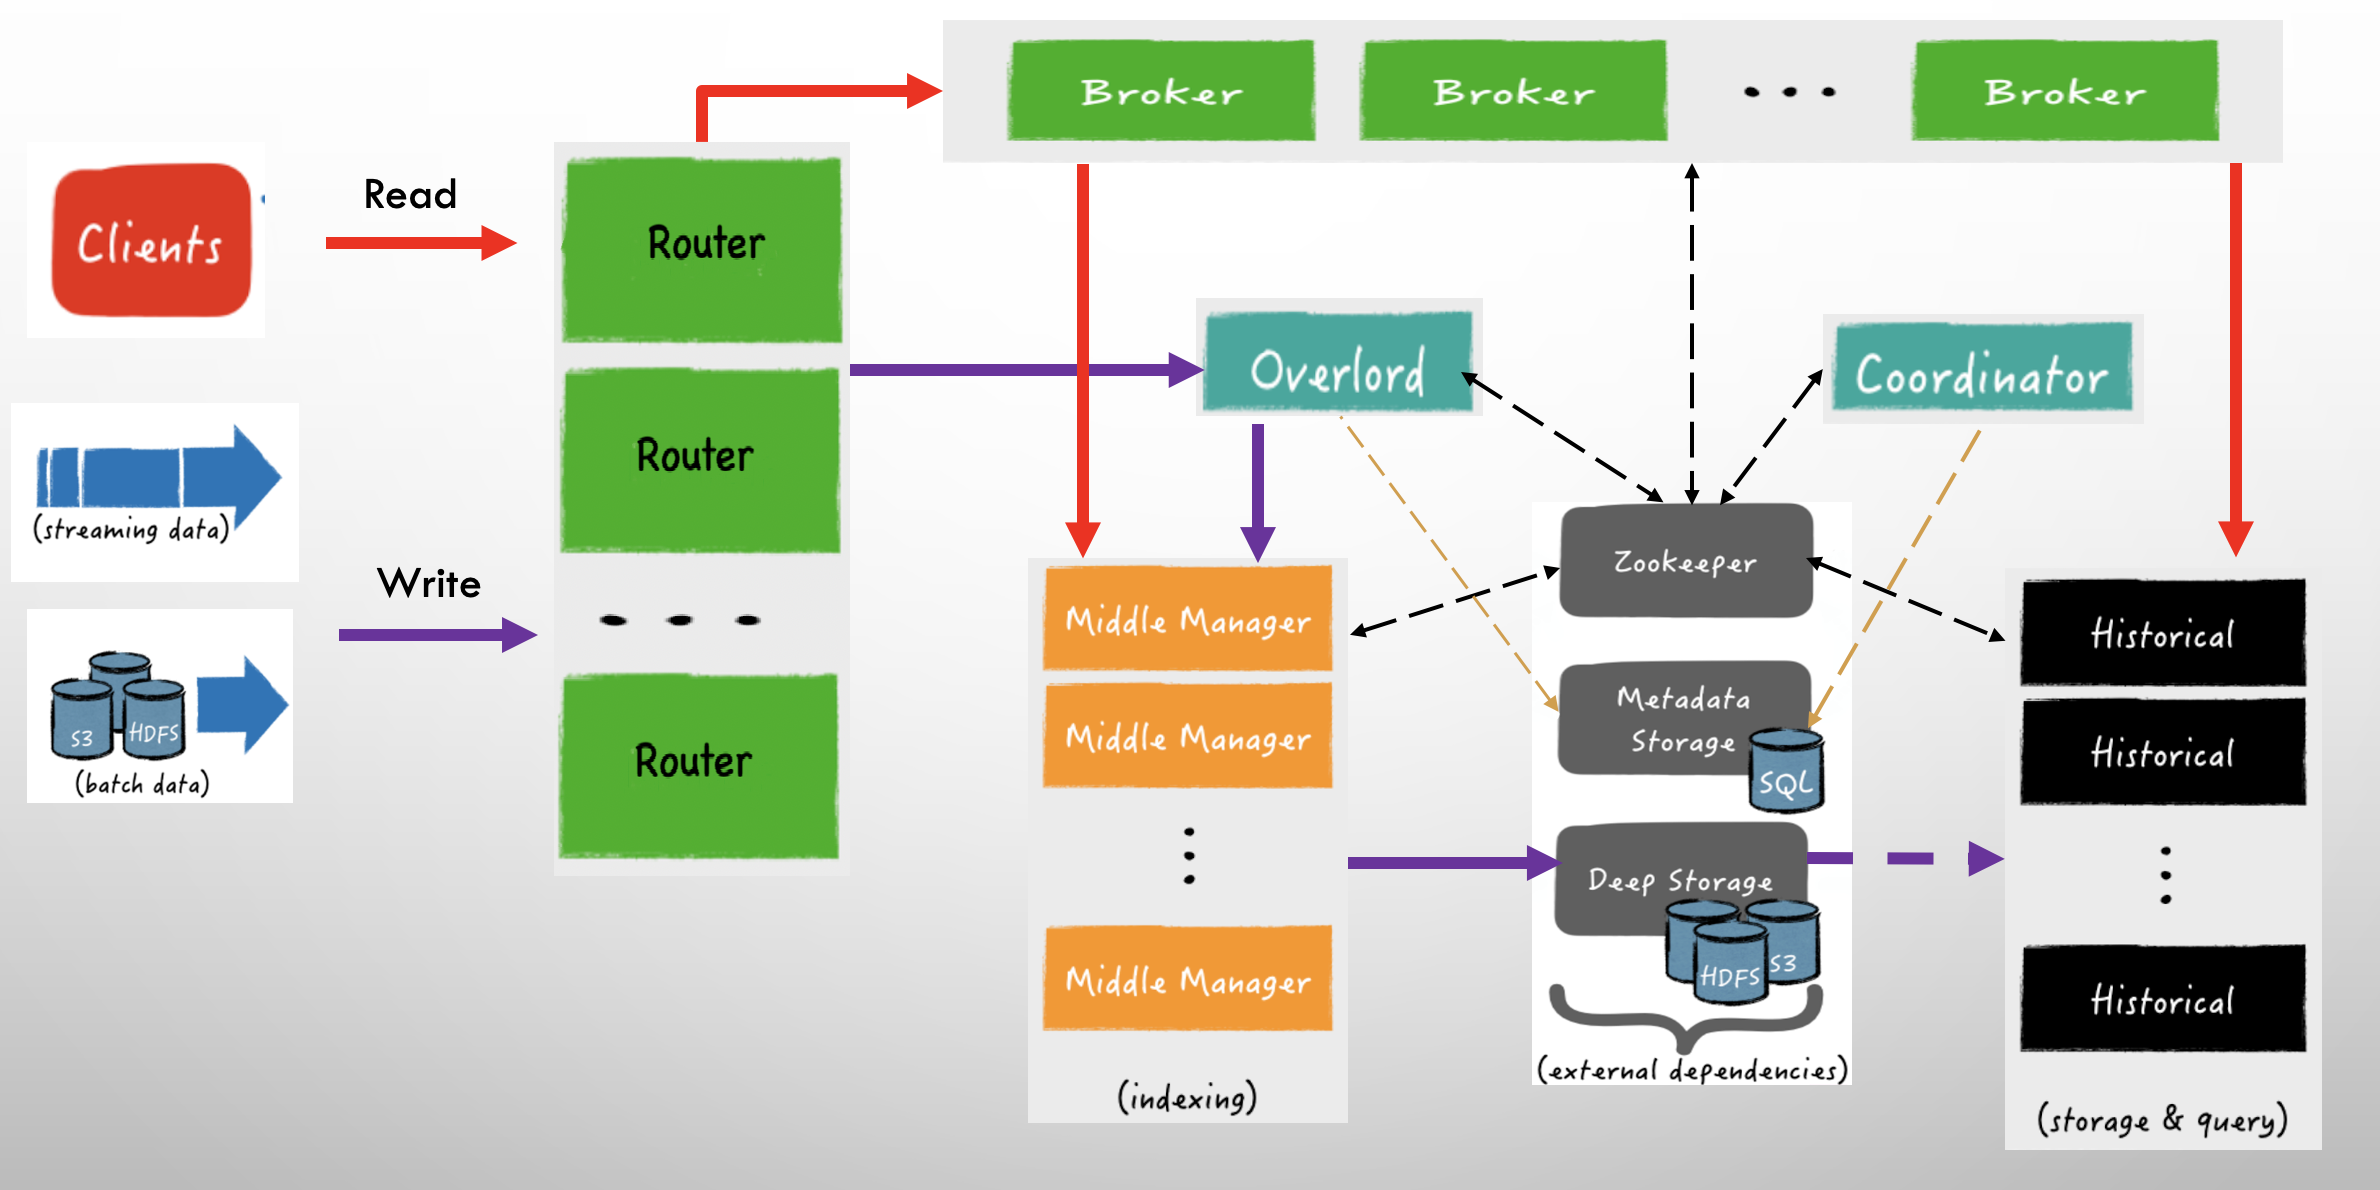 Broker
Broker
Broker
Clients
Read
Router
Overlord
Coordinator
Router
(streaming data)
Write
Zookeeper
Middle Manager
Historical
Metadata
Storage
SQL
Middle Manager
Historical
S3
HDFS
(batch data)
Router
Deep Storage
HDFS
S3
Middle Manager
Historical
(external dependencies)
(indexing)
(storage & query)